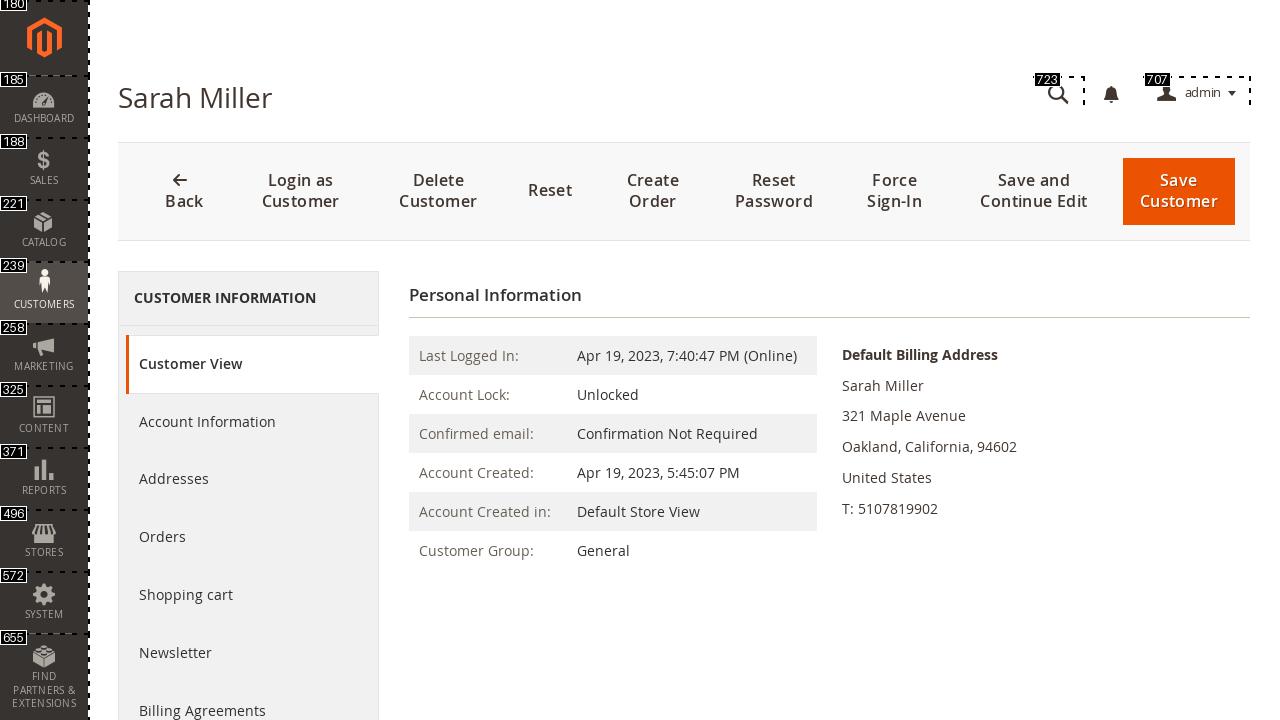 180
185
DASHBOARD
188
SALES
221
CATALOG
239
CUSTOMERS
258
MARKETING
325
CONTENT
371
REPORTS
496
STORES
572
SYSTEM
655
FIND
PARTNERS &
EXTENSIONS
Sarah Miller
723
707
admin
Back
Login as
Customer
Delete
Customer
Reset
Create
Order
Reset
Password
Force
Sign-In
Save and
Continue Edit
Save
Customer
CUSTOMER INFORMATION
Customer View
Account Information
Addresses
Orders
Shopping cart
Newsletter
Billing Agreements
Personal Information
Last Logged In: Apr 19, 2023, 7:40:47 PM (Online)
Account Lock: Unlocked
Confirmed email: Confirmation Not Required
Account Created: Apr 19, 2023, 5:45:07 PM
Account Created in: Default Store View
Customer Group: General
Default Billing Address
Sarah Miller
321 Maple Avenue
Oakland, California, 94602
United States
T: 5107819902